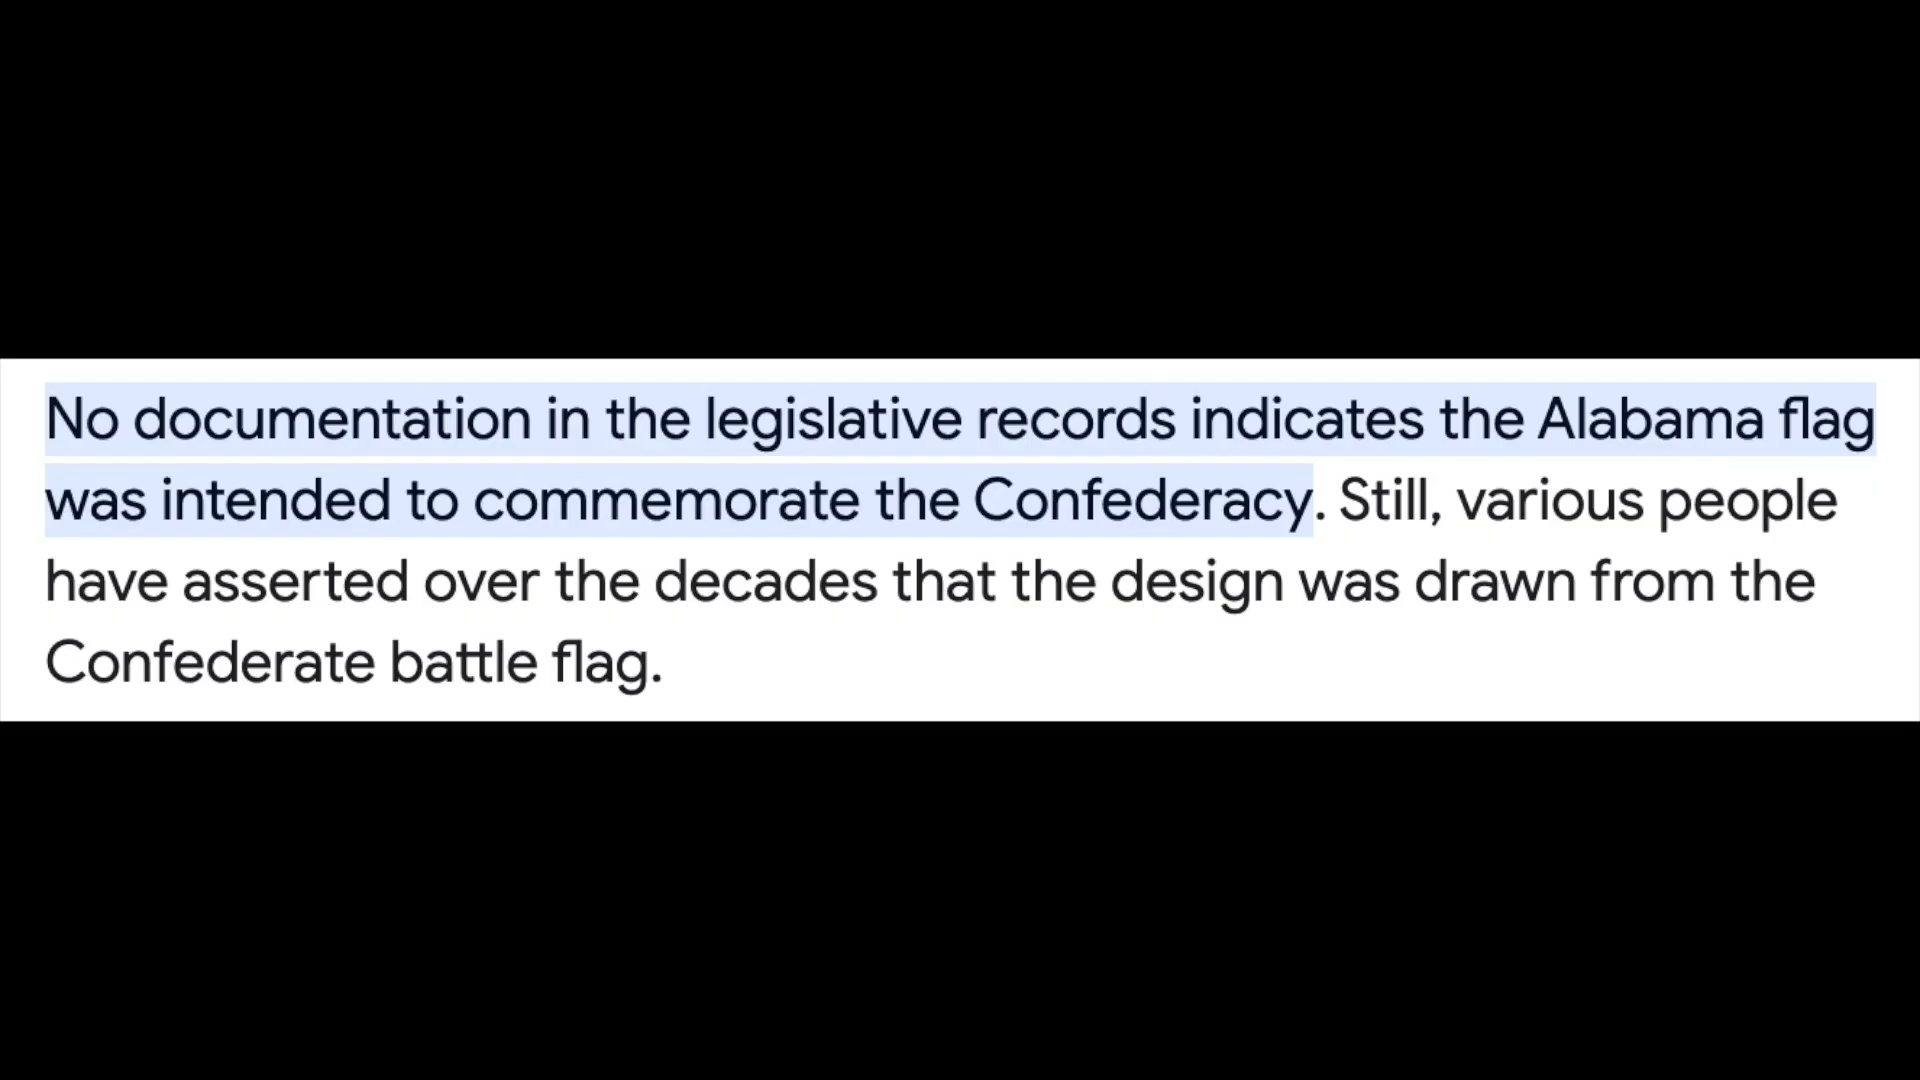 No documentation in the legislative records indicates the Alabama flag
was intended to commemorate the Confederacy. Still, various people
have asserted over the decades that the design was drawn from the
Confederate battle flag.